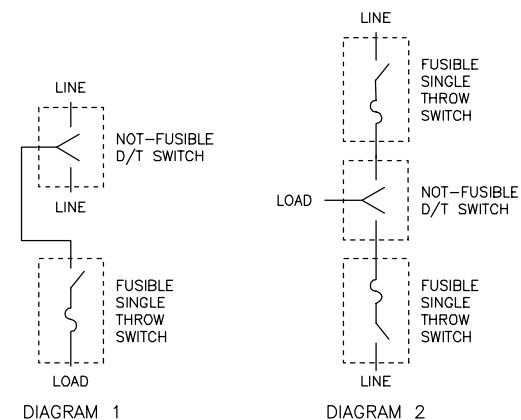 LINE
NOT-FUSIBLE
D/T SWITCH
LINE
FUSIBLE
SINGLE
THROW
SWITCH
LOAD
DIAGRAM 1
LINE
FUSIBLE
SINGLE
THROW
SWITCH
LOAD
NOT-FUSIBLE
D/T SWITCH
FUSIBLE
SINGLE
THROW
SWITCH
LINE
DIAGRAM 2